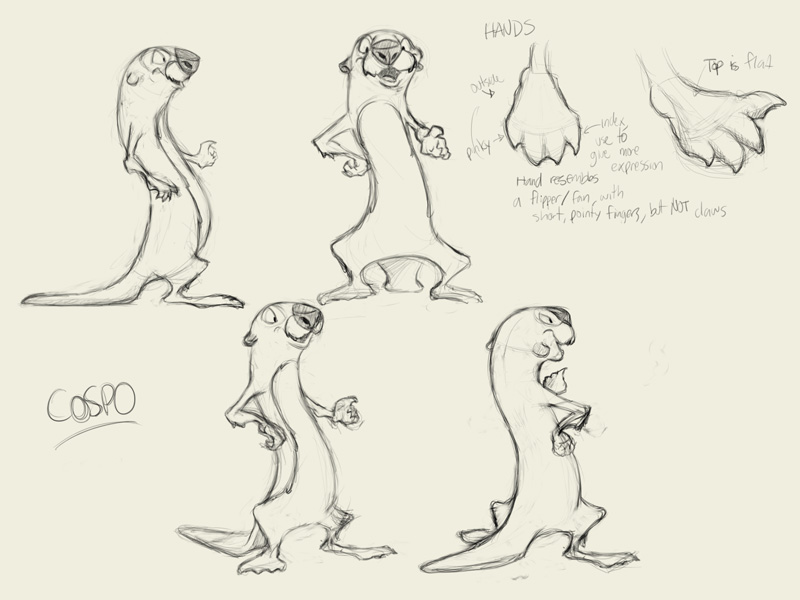 HANDS
Top is flat
outside
pinky
index,
use to
give more
expression
Hand resembles
a flipper/fan, with
short, pointy fingers, but NOT claws
COSPO